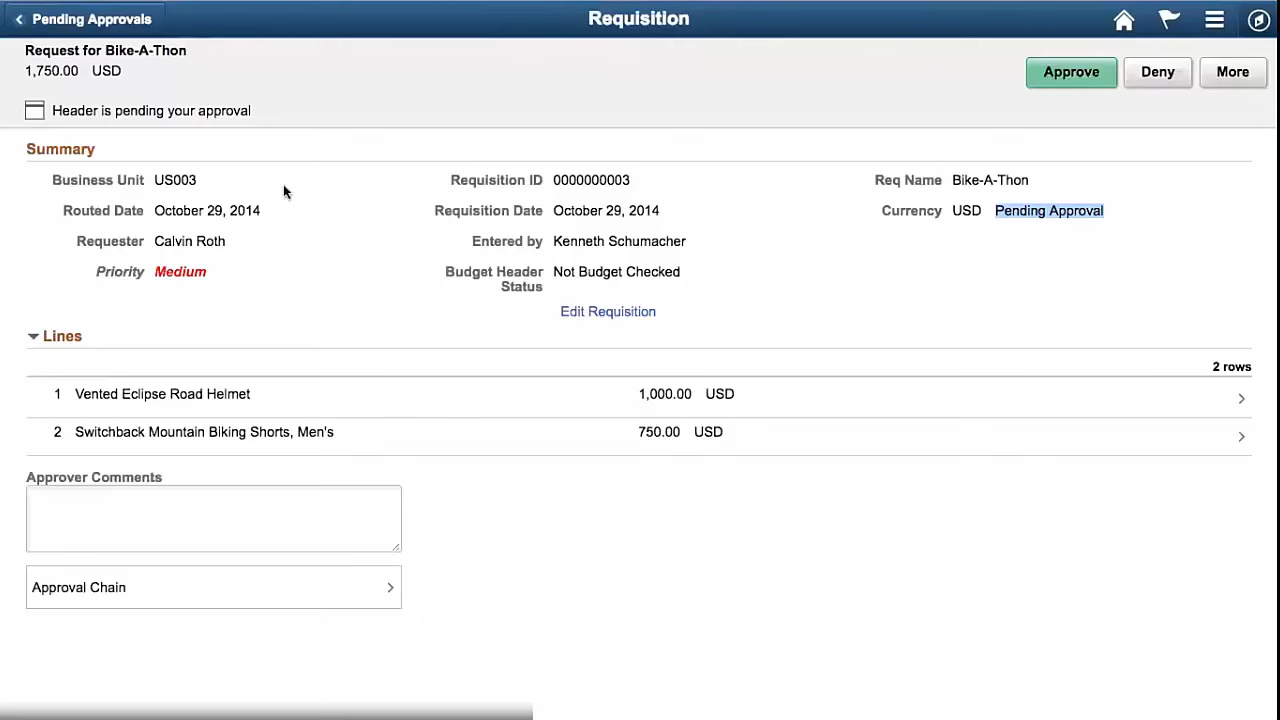 Pending Approvals
Requisition
Request for Bike-A-Thon
1,750.00 USD
Approve Deny More
Header is pending your approval
Summary
Business Unit US003 Requisition ID 0000000003 Req Name Bike-A-Thon
Routed Date October 29, 2014 Requisition Date October 29, 2014 Currency USD Pending Approval
Requester Calvin Roth Entered by Kenneth Schumacher
Priority Medium Budget Header Not Budget Checked
Status
Edit Requisition
Lines
2 rows
1 Vented Eclipse Road Helmet 1,000.00 USD
2 Switchback Mountain Biking Shorts, Men's 750.00 USD
Approver Comments
Approval Chain